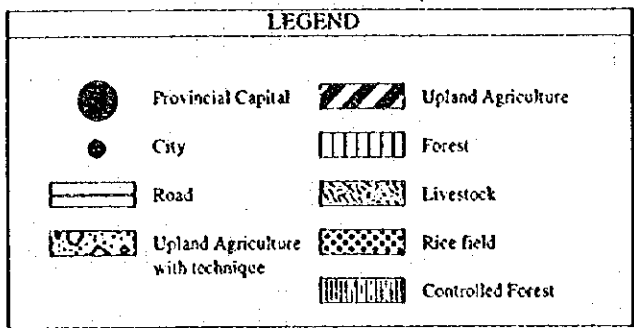 LEGEND
Provincial Capital
City
Road
Upland Agriculture
with technique
Upland Agriculture
Forest
Livestock
Rice field
Controlled Forest